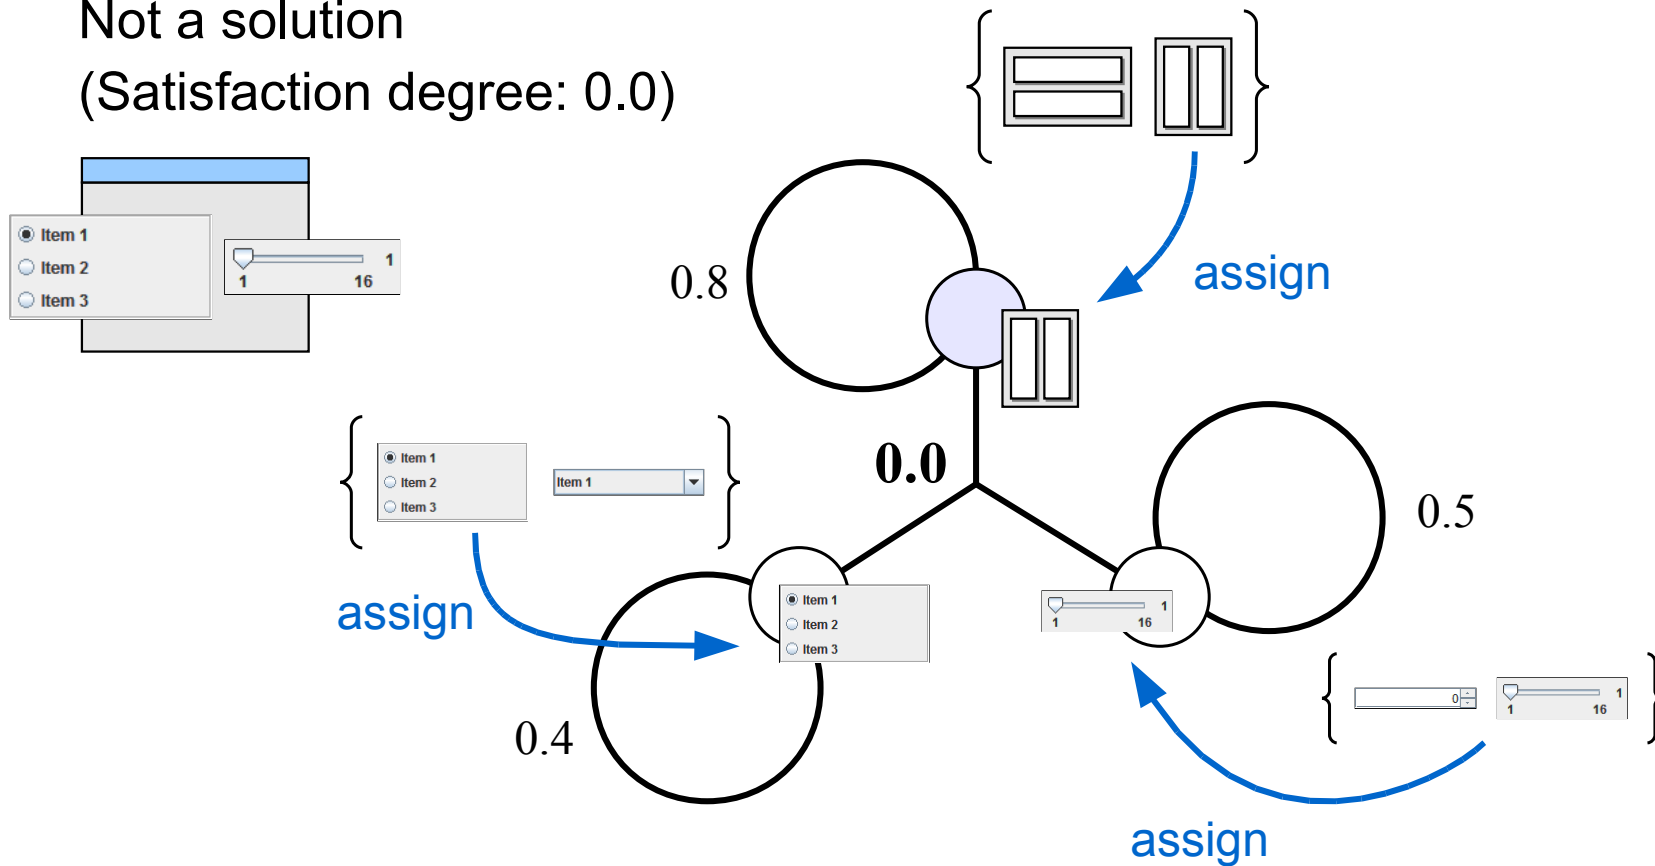 Not a solution
(Satisfaction degree: 0.0)
Item 1
Item 2
Item 3
1
1 16
0.8
assign
0.0
Item 1
Item 2
Item 3
Item 1
0.5
assign
Item 1
Item 2
Item 3
1
1 16
0.4
0
1
1 16
assign